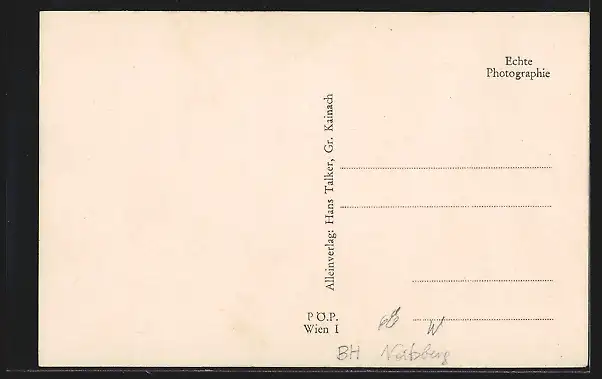 Echte
Photographie
Alleinverlag: Hans Talker, Gr. Kainach
P.Ö.P.
Wien I
W
BH Voitsberg